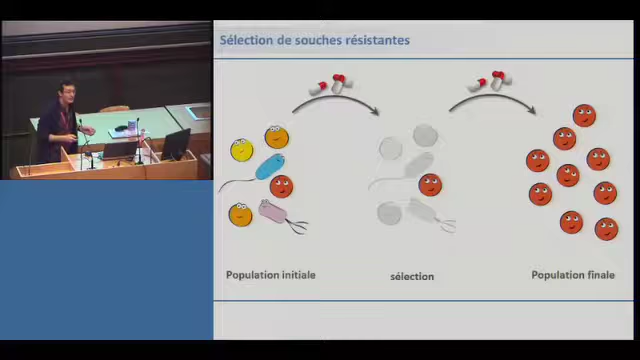 Sélection de souches résistantes
Population initiale
sélection
Population finale